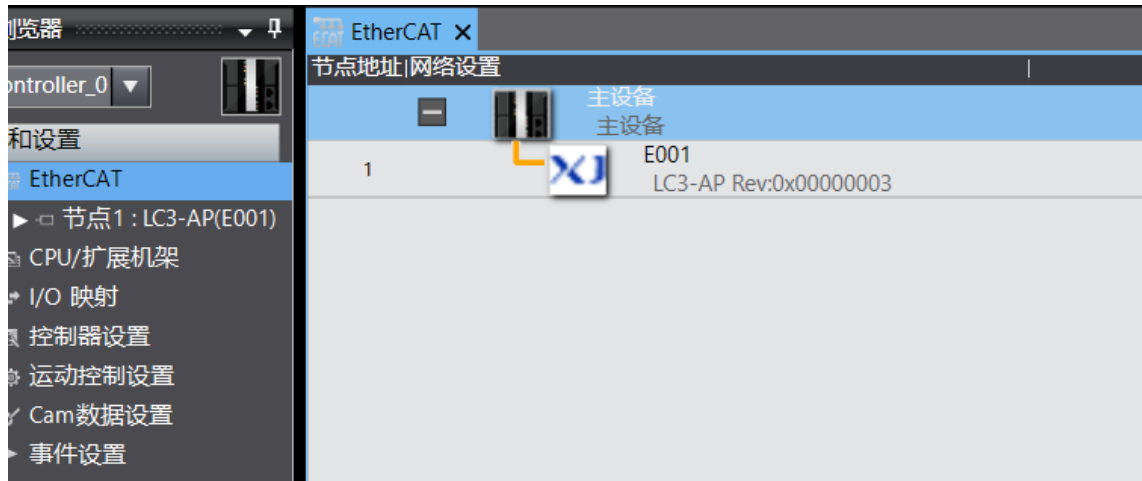 览器
EtherCAT
节点地址|网络设置
ontroller_0
主设备
主设备
和设置
1
E001
LC3-AP Rev:0x00000003
EtherCAT
节点1 : LC3-AP(E001)
CPU/扩展机架
I/O 映射
控制器设置
运动控制设置
Cam数据设置
事件设置